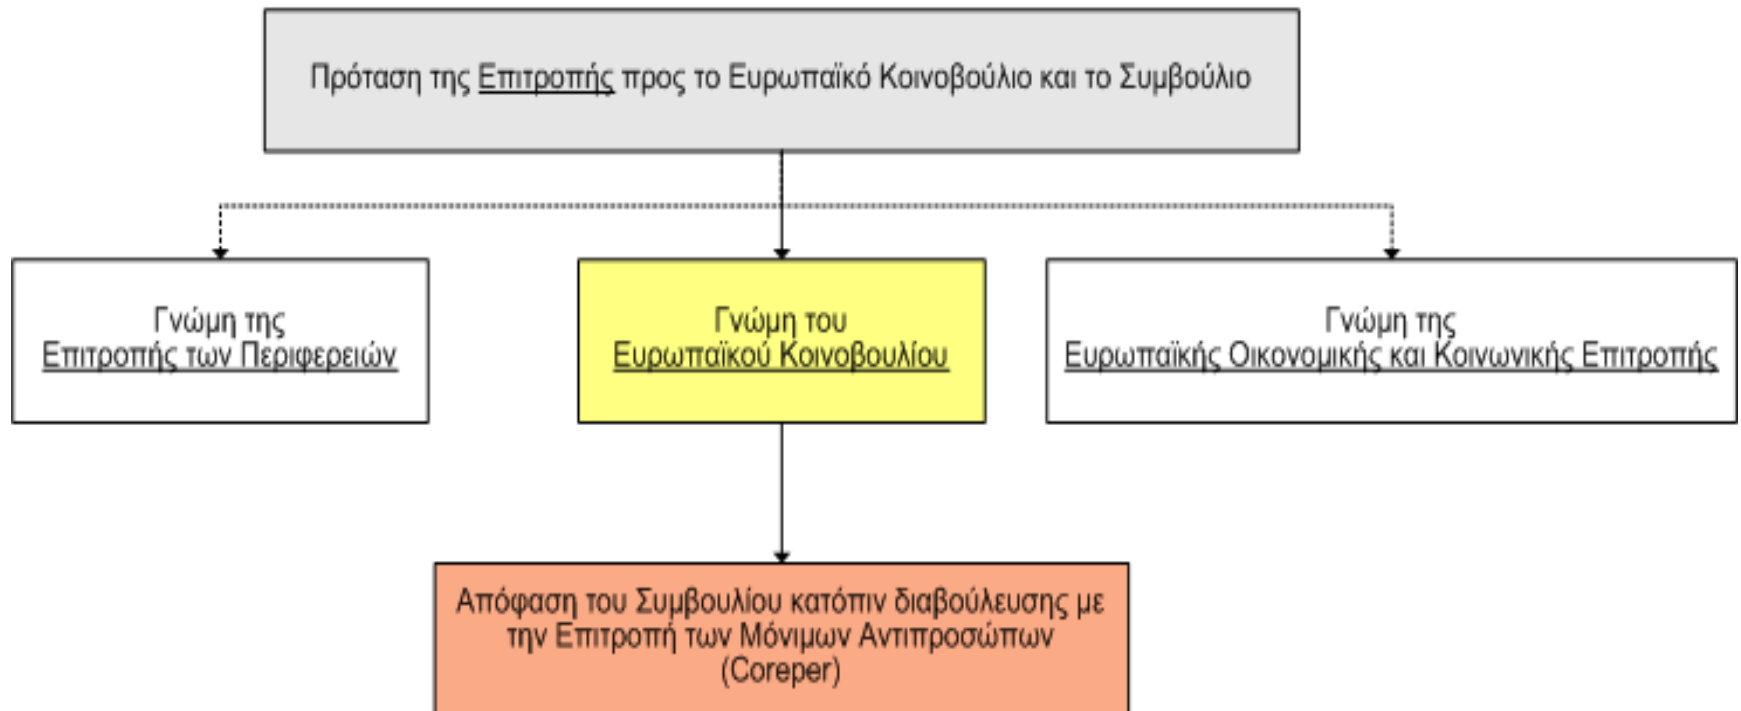 Πρόταση της Επιτροπής προς το Ευρωπαϊκό Κοινοβούλιο και το Συμβούλιο
Γνώμη της
Επιτροπής των Περιφερειών
Γνώμη του
Ευρωπαϊκού Κοινοβουλίου
Γνώμη της
Ευρωπαϊκής Οικονομικής και Κοινωνικής Επιτροπής
Απόφαση του Συμβουλίου κατόπιν διαβούλευσης με
την Επιτροπή των Μόνιμων Αντιπροσώπων
(Coreper)